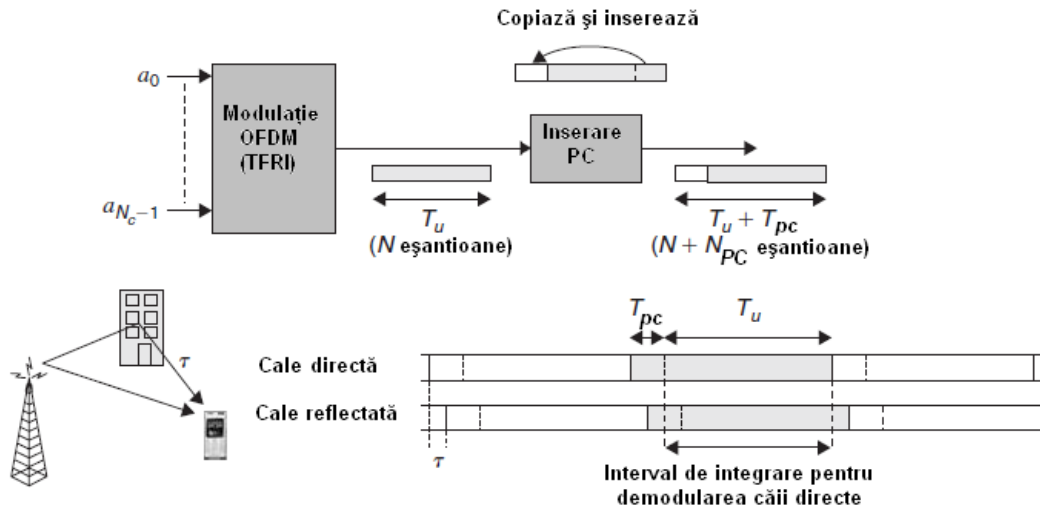 Copiază şi inserează
a0
Modulaţie
OFDM
(TFRI)
Inserare
PC
aNc−1
Tu
(N eşantioane)
Tu + Tpc
(N + NPC eşantioane)
Tpc
Tu
τ
Cale directă
Cale reflectată
τ
Interval de integrare pentru
demodularea căii directe